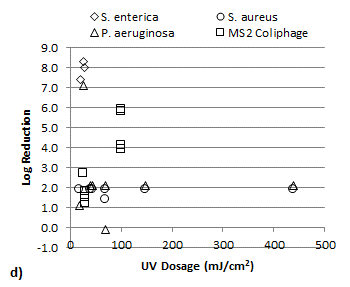 S. enterica S. aureus
P. aeruginosa MS2 Coliphage
9.0
8.0
7.0
6.0
5.0
4.0
3.0
2.0
1.0
0.0
-1.0
Log Reduction
0 100 200 300 400 500
UV Dosage (mJ/cm²)
d)